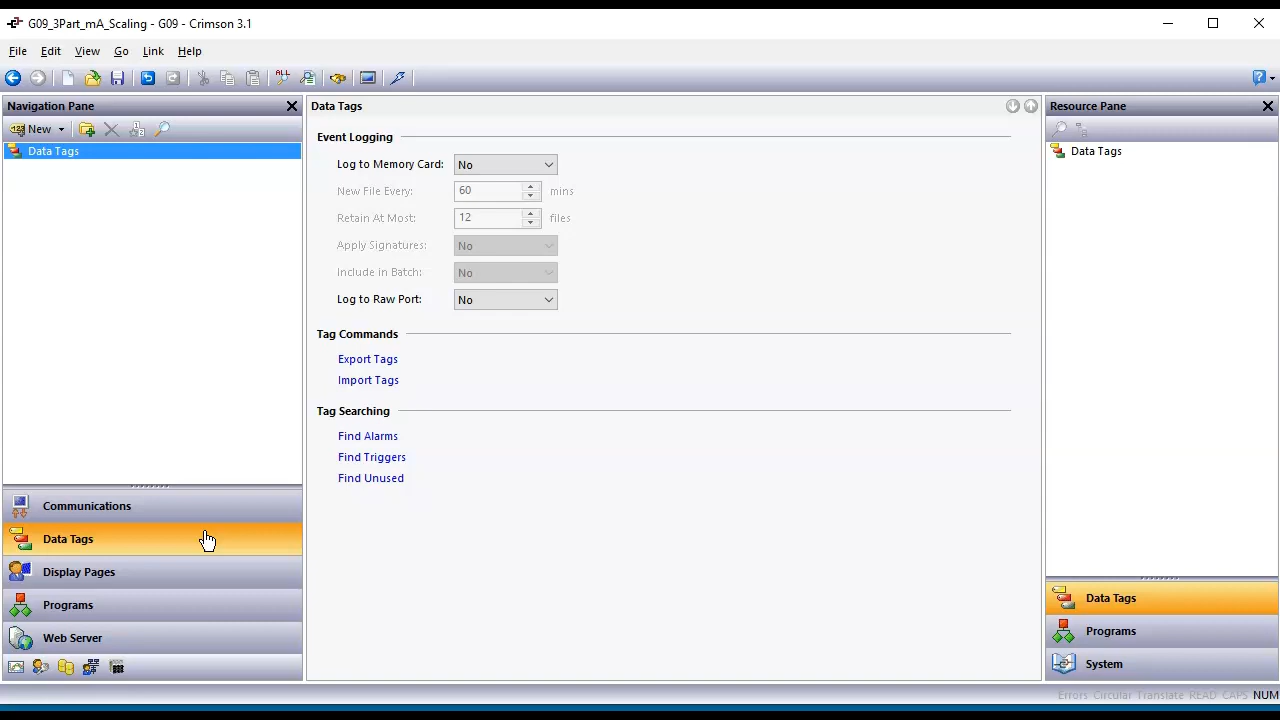 G09_3Part_mA_Scaling - G09 - Crimson 3.1
File Edit View Go Link Help
Navigation Pane
New
Data Tags
Communications
Data Tags
Display Pages
Programs
Web Server
Data Tags
Event Logging
Log to Memory Card: No
New File Every: 60 mins
Retain At Most: 12 files
Apply Signatures: No
Include in Batch: No
Log to Raw Port: No
Tag Commands
Export Tags
Import Tags
Tag Searching
Find Alarms
Find Triggers
Find Unused
Resource Pane
Data Tags
Data Tags
Programs
System
Errors Circular Translate READ CAPS NUM